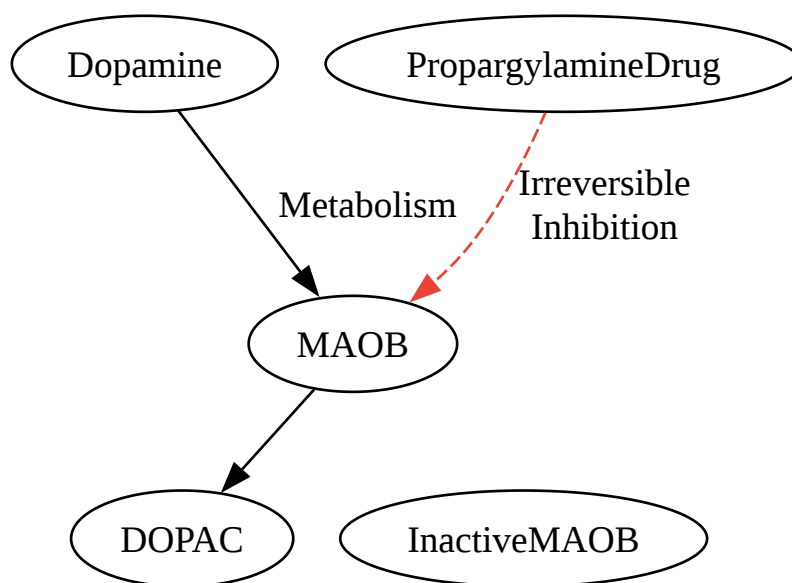 Dopamine
PropargylamineDrug
Metabolism
Irreversible
Inhibition
MAOB
DOPAC
InactiveMAOB